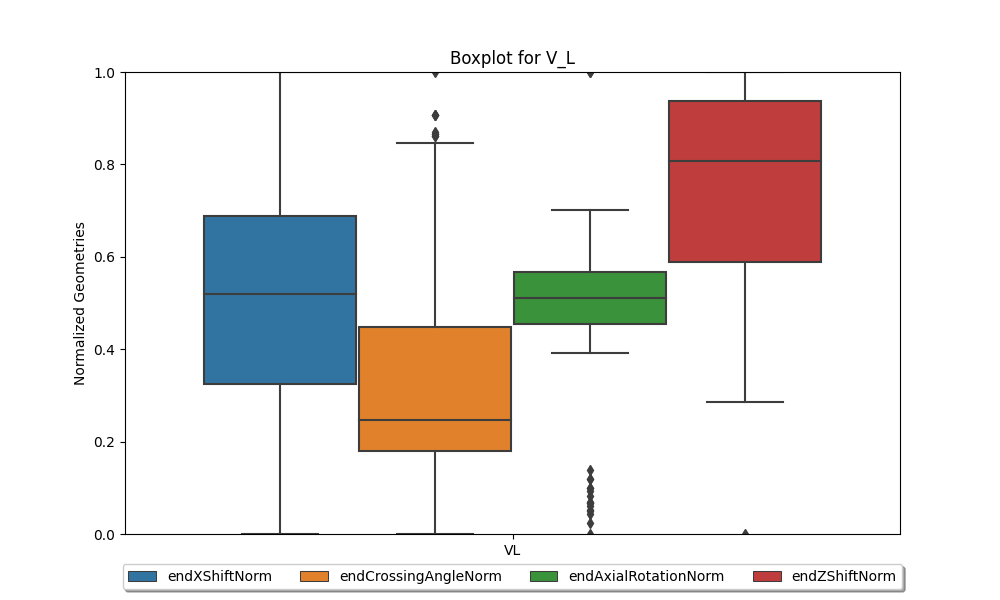 Boxplot for V_L
1.0
0.8
0.6
0.4
0.2
0.0
Normalized Geometries
VL
endXShiftNorm endCrossingAngleNorm endAxialRotationNorm endZShiftNorm